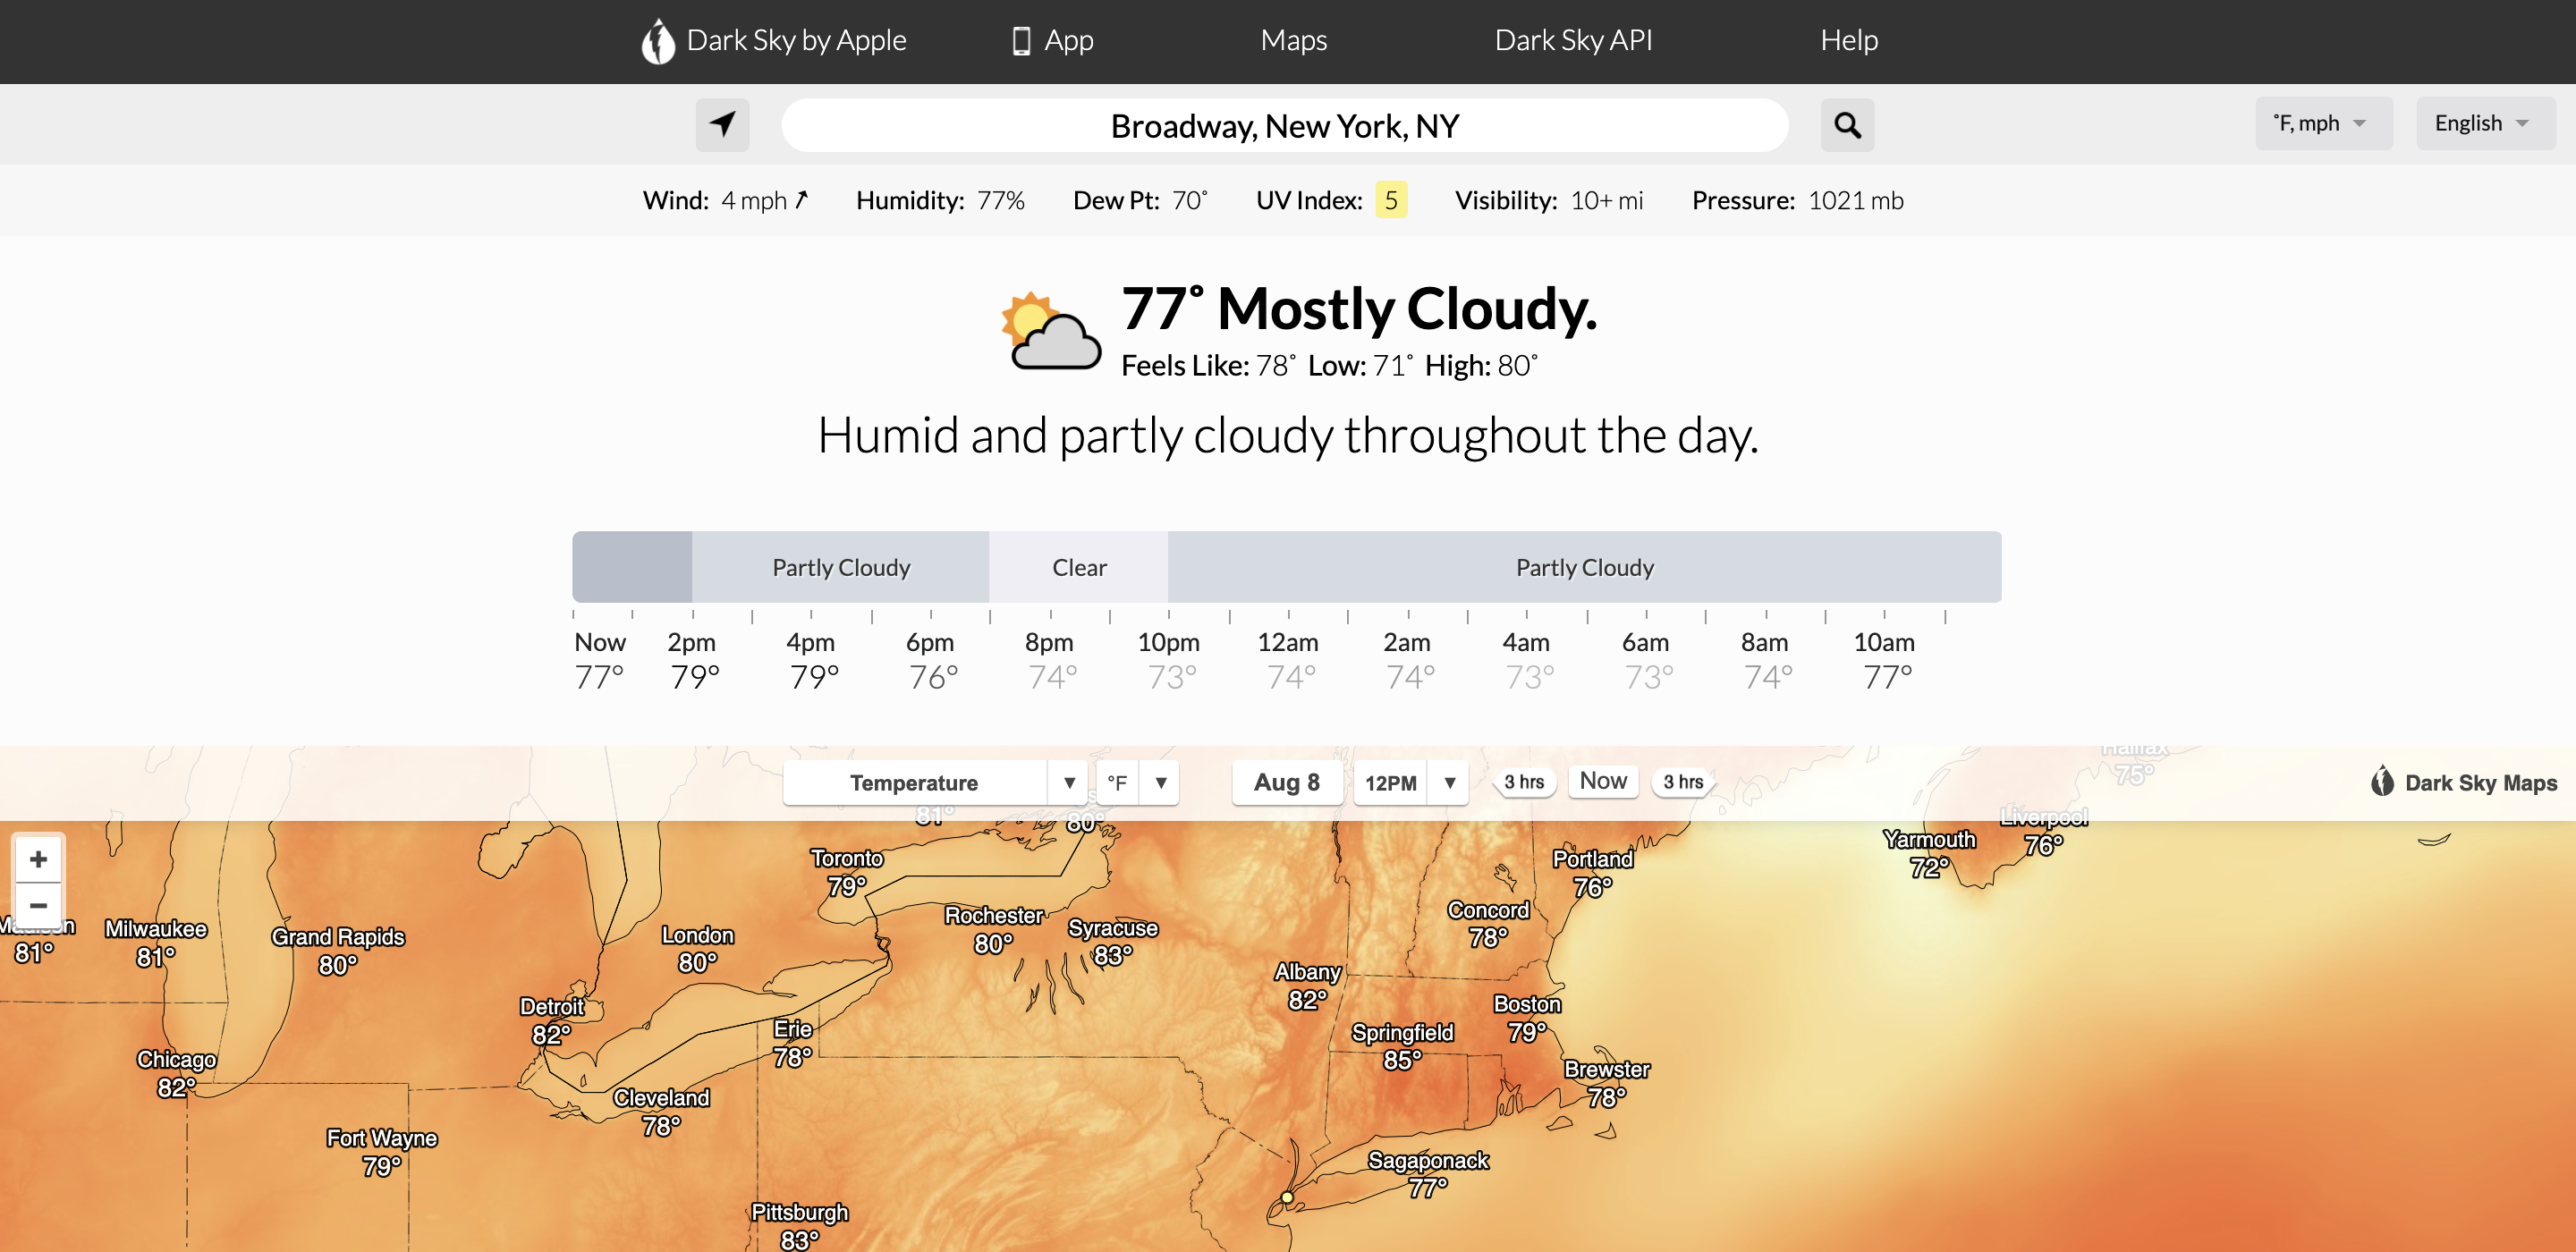 Dark Sky by Apple App Maps Dark Sky API Help
Broadway, New York, NY
˚F, mph English
Wind: 4 mph Humidity: 77% Dew Pt: 70˚ UV Index: 5 Visibility: 10+ mi Pressure: 1021 mb
77˚ Mostly Cloudy.
Feels Like: 78˚ Low: 71˚ High: 80˚
Humid and partly cloudy throughout the day.
Partly Cloudy Clear Partly Cloudy
Now 2pm 4pm 6pm 8pm 10pm 12am 2am 4am 6am 8am 10am
77° 79° 79° 76° 74° 73° 74° 74° 73° 73° 74° 77°
Halifax
75°
Temperature ▼ °F ▼ Aug 8 12PM ▼ 3 hrs Now 3 hrs Dark Sky Maps
81°
80°
Liverpool
76°
Yarmouth
72°
+
−
Toronto
79°
Portland
76°
Concord
78°
Rochester
80°
Syracuse
83°
81°
Milwaukee
81°
Grand Rapids
80°
London
80°
Albany
82°
Detroit
82°
Boston
79°
Erie
78°
Springfield
85°
Chicago
82°
Brewster
78°
Cleveland
78°
Fort Wayne
79°
Sagaponack
77°
Pittsburgh
83°